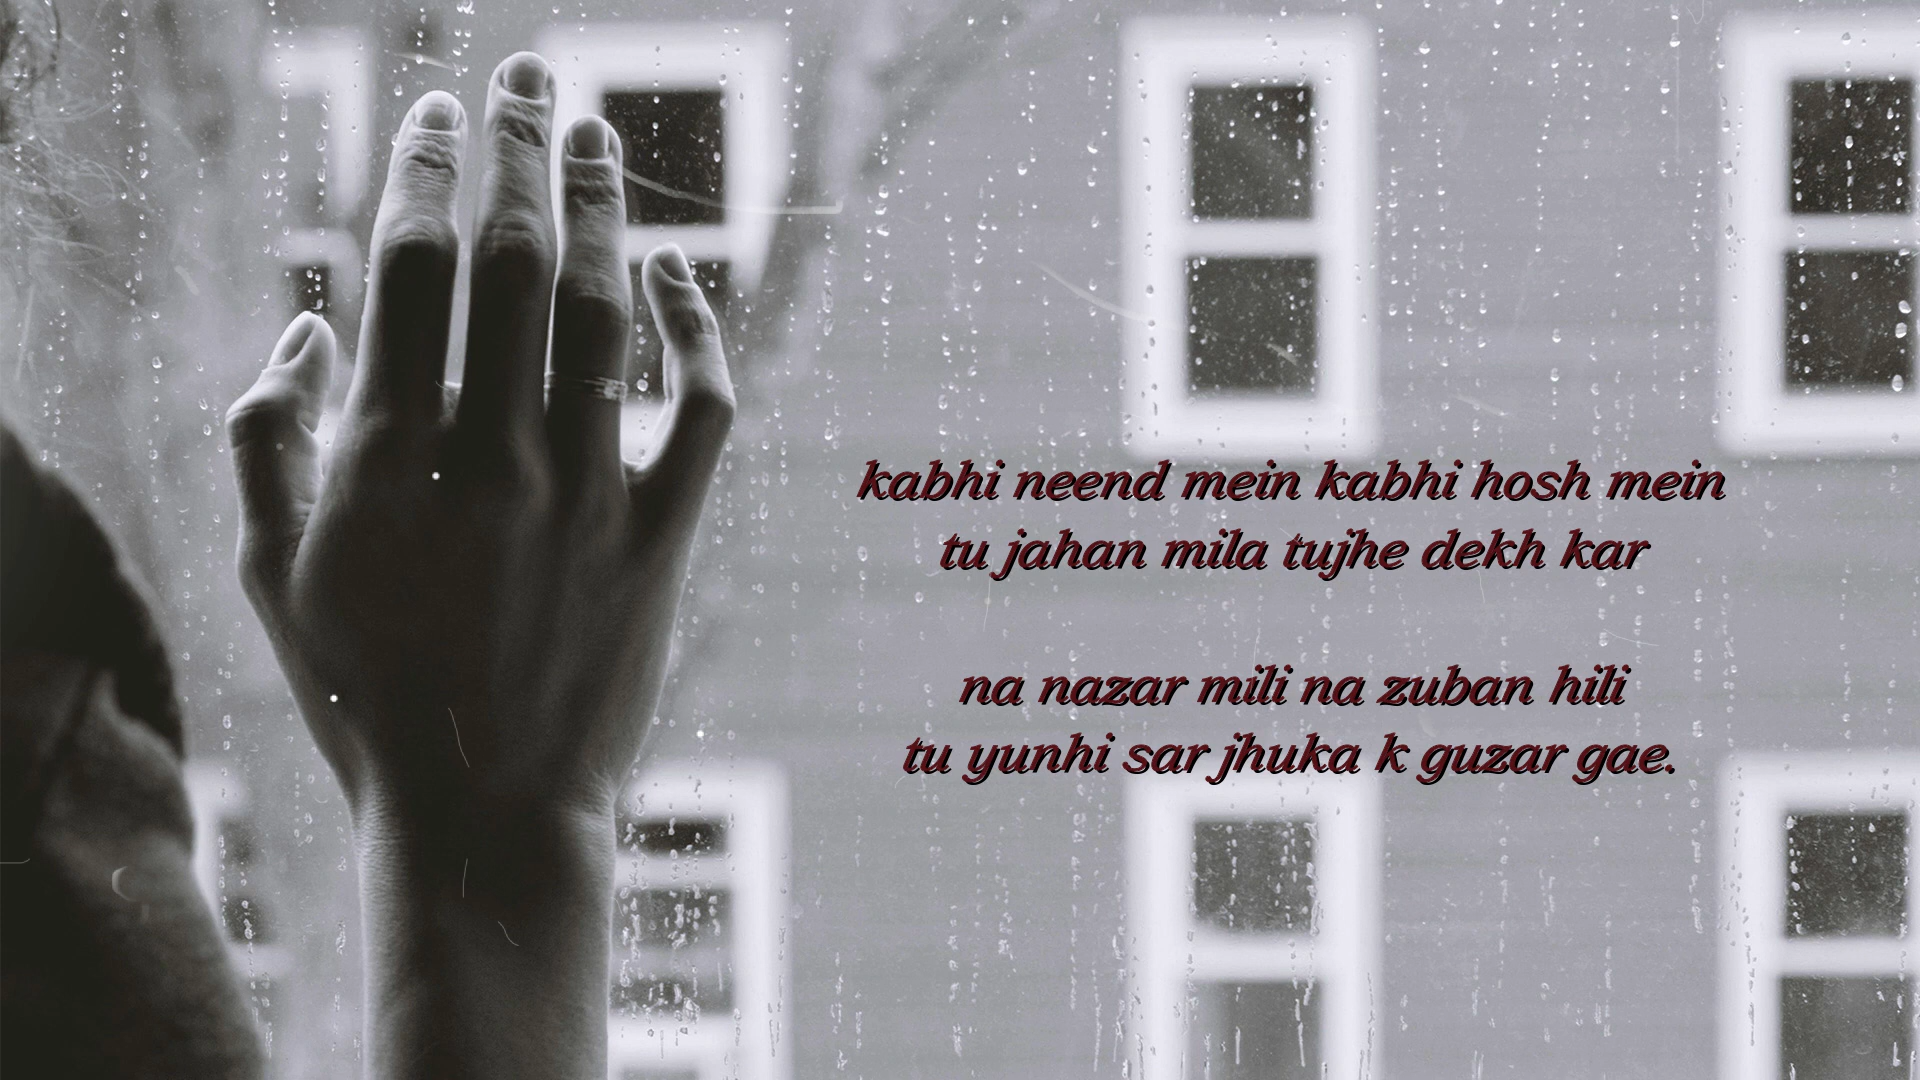 kabhi neend mein kabhi hosh mein
tu jahan mila tujhe dekh kar
na nazar mili na zuban hili
tu yunhi sar jhuka k guzar gae.